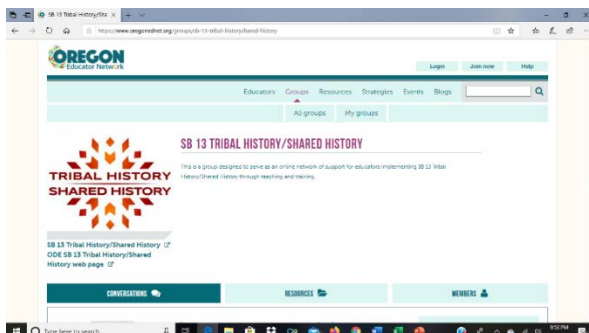 SB 13 Tribal History/Sha
https://www.oregonednet.org/groups/sb-13-tribal-historyshared-history
OREGON
Educator Network
Login Join now Help
Educators Groups Resources Strategies Events Blogs
All groups My groups
SB 13 TRIBAL HISTORY/SHARED HISTORY
This is a group designed to serve as an online network of support for educators implementing SB 13 Tribal
History/Shared History through teaching and training.
TRIBAL HISTORY
SHARED HISTORY
SB 13 Tribal History/Shared History
ODE SB 13 Tribal History/Shared
History web page
CONVERSATIONS RESOURCES MEMBERS
Type here to search